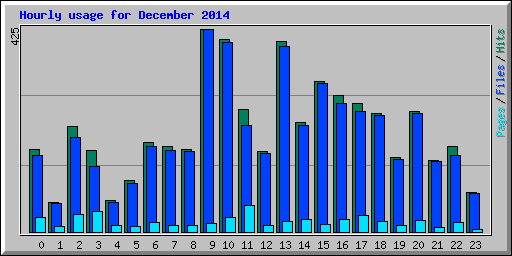 Hourly usage for December 2014
425
Pages/Files/Hits
0 1 2 3 4 5 6 7 8 9 10 11 12 13 14 15 16 17 18 19 20 21 22 23